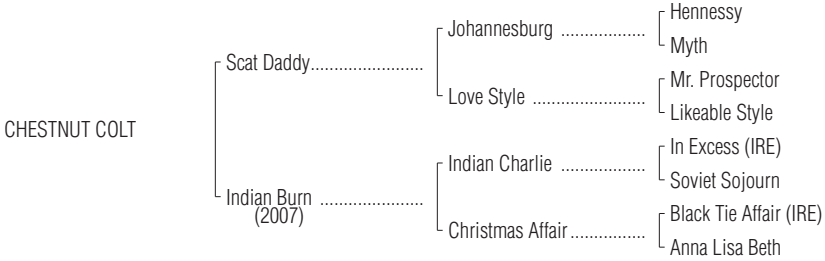 Hennessy
Johannesburg ....................
Myth
Scat Daddy.......................
Mr. Prospector
Love Style .......................
Likeable Style
CHESTNUT COLT
In Excess (IRE)
Indian Charlie .................
Soviet Sojourn
Indian Burn .....................
(2007)
Black Tie Affair (IRE)
Christmas Affair...............
Anna Lisa Beth